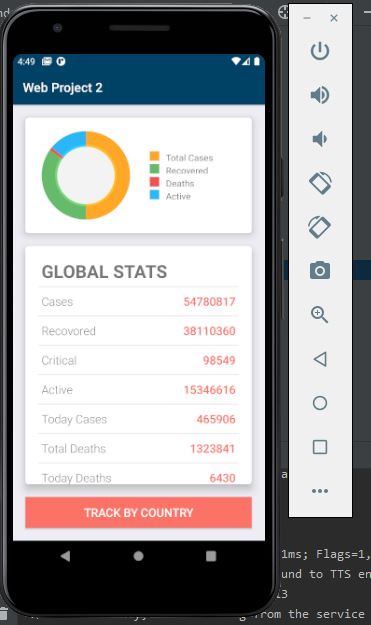 4:49
Web Project 2
Total Cases
Recovered
Deaths
Active
GLOBAL STATS
Cases 54780817
Recovored 38110360
Critical 98549
Active 15346616
Today Cases 465906
Total Deaths 1323841
Today Deaths 6430
TRACK BY COUNTRY
1ms; Flags=1,
und to TTS en
from the service